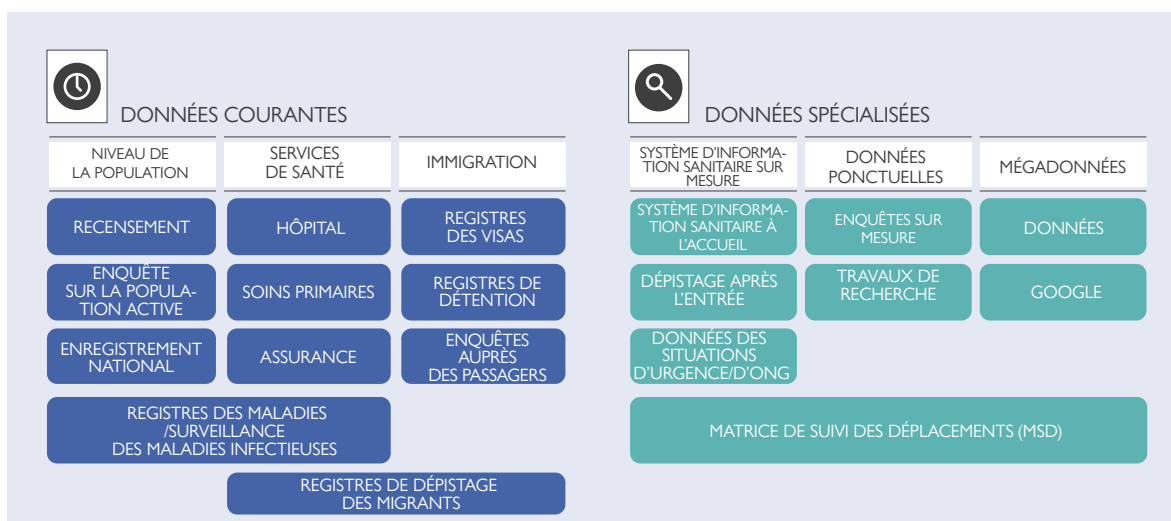 DONNÉES COURANTES
NIVEAU DE
LA POPULATION
SERVICES
DE SANTÉ
IMMIGRATION
RECENSEMENT
HÔPITAL
REGISTRES
DES VISAS
ENQUÊTE
SUR LA POPULA-
TION ACTIVE
SOINS PRIMAIRES
REGISTRES DE
DÉTENTION
ENREGISTREMENT
NATIONAL
ASSURANCE
ENQUÊTES
AUPRÈS
DES PASSAGERS
REGISTRES DES MALADIES
/SURVEILLANCE
DES MALADIES INFECTIEUSES
REGISTRES DE DÉPISTAGE
DES MIGRANTS
DONNÉES SPÉCIALISÉES
SYSTÈME D'INFORMA-
TION SANITAIRE SUR
MESURE
DONNÉES
PONCTUELLES
MÉGADONNÉES
SYSTÈME D'INFORMA-
TION SANITAIRE À
L'ACCUEIL
ENQUÊTES SUR
MESURE
DONNÉES
DÉPISTAGE APRÈS
L'ENTRÉE
TRAVAUX DE
RECHERCHE
GOOGLE
DONNÉES DES
SITUATIONS
D'URGENCE/D'ONG
MATRICE DE SUIVI DES DÉPLACEMENTS (MSD)